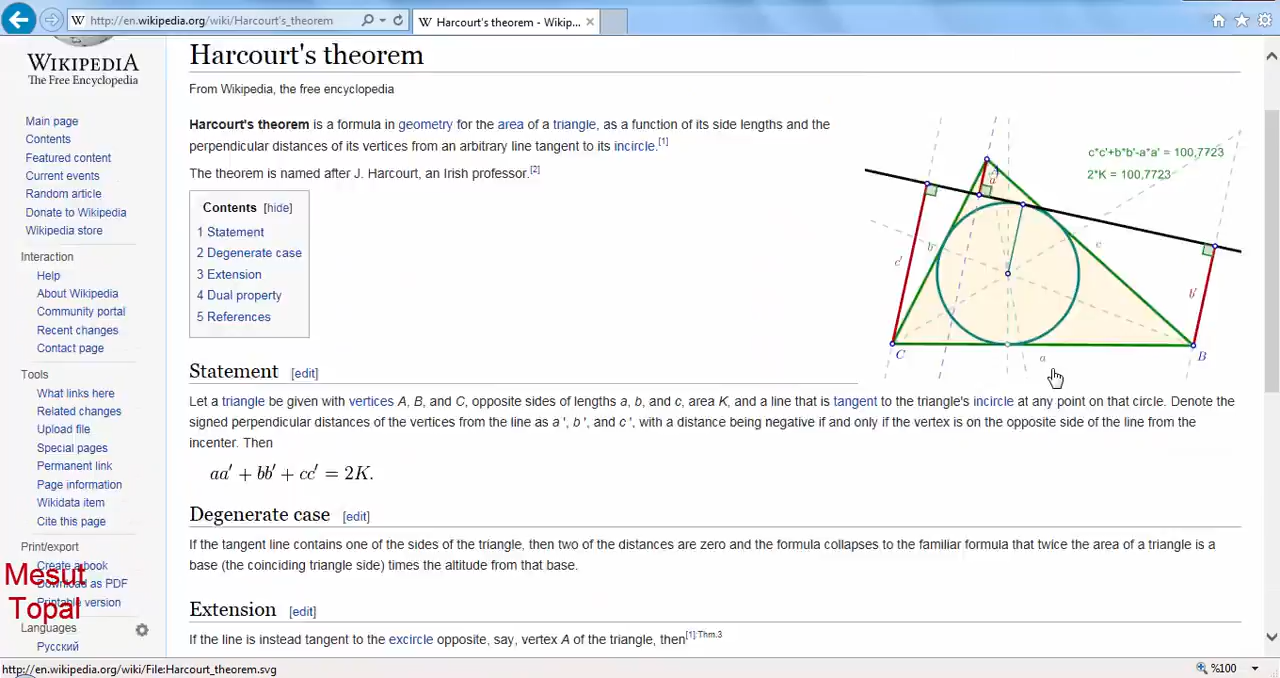 http://en.wikipedia.org/wiki/Harcourt's_theorem
W Harcourt's theorem - Wikip...
WIKIPEDIA
The Free Encyclopedia
Main page
Contents
Featured content
Current events
Random article
Donate to Wikipedia
Wikipedia store
Interaction
Help
About Wikipedia
Community portal
Recent changes
Contact page
Tools
What links here
Related changes
Upload file
Special pages
Permanent link
Page information
Wikidata item
Cite this page
Print/export
Create a book
Download as PDF
Printable version
Languages
Русский
Mesut
Topal
Harcourt's theorem
From Wikipedia, the free encyclopedia
Harcourt's theorem is a formula in geometry for the area of a triangle, as a function of its side lengths and the
perpendicular distances of its vertices from an arbitrary line tangent to its incircle.[1]
The theorem is named after J. Harcourt, an Irish professor.[2]
Contents [hide]
1 Statement
2 Degenerate case
3 Extension
4 Dual property
5 References
c*c'+b*b'-a*a' = 100,7723
2*K = 100,7723
A
a'
b
c
c'
b'
C
a
B
Statement [edit]
Let a triangle be given with vertices A, B, and C, opposite sides of lengths a, b, and c, area K, and a line that is tangent to the triangle's incircle at any point on that circle. Denote the
signed perpendicular distances of the vertices from the line as a ', b ', and c ', with a distance being negative if and only if the vertex is on the opposite side of the line from the
incenter. Then
aa′ + bb′ + cc′ = 2K.
Degenerate case [edit]
If the tangent line contains one of the sides of the triangle, then two of the distances are zero and the formula collapses to the familiar formula that twice the area of a triangle is a
base (the coinciding triangle side) times the altitude from that base.
Extension [edit]
If the line is instead tangent to the excircle opposite, say, vertex A of the triangle, then[1]:Thm.3
http://en.wikipedia.org/wiki/File:Harcourt_theorem.svg
%100